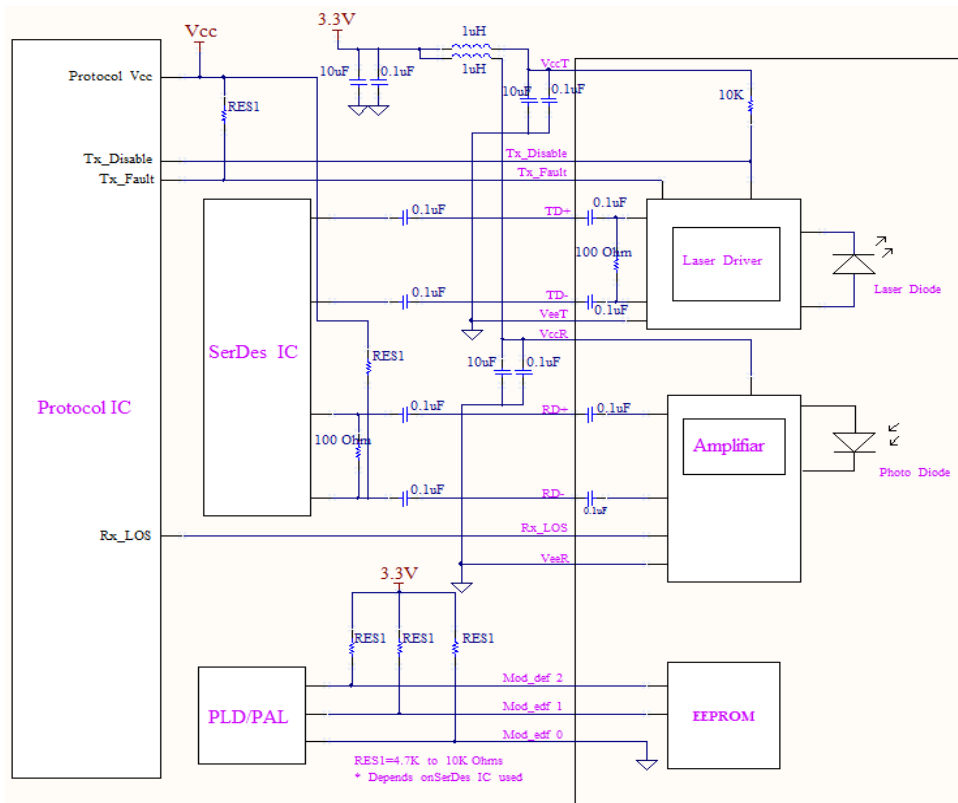 Vcc
3.3V
1uH
1uH
Protocol Vcc
10uF
0.1uF
VccT
RES1
10uF
0.1uF
10K
Tx_Disable
Tx_Disable
Tx_Fault
Tx_Fault
0.1uF
TD+
0.1uF
100 Ohm
Laser Driver
0.1uF
TD-
0.1uF
Laser Diode
VeeT
VccR
SerDes IC
RES1
10uF
0.1uF
Protocol IC
0.1uF
RD+
0.1uF
100 Ohm
Amplifiar
0.1uF
RD-
0.1uF
Photo Diode
Rx_LOS
Rx_LOS
VeeR
3.3V
RES1
RES1
RES1
Mod_def 2
PLD/PAL
Mod_edf 1
EEPROM
Mod_edf 0
RES1=4.7K to 10K Ohms
* Depends onSerDes IC used